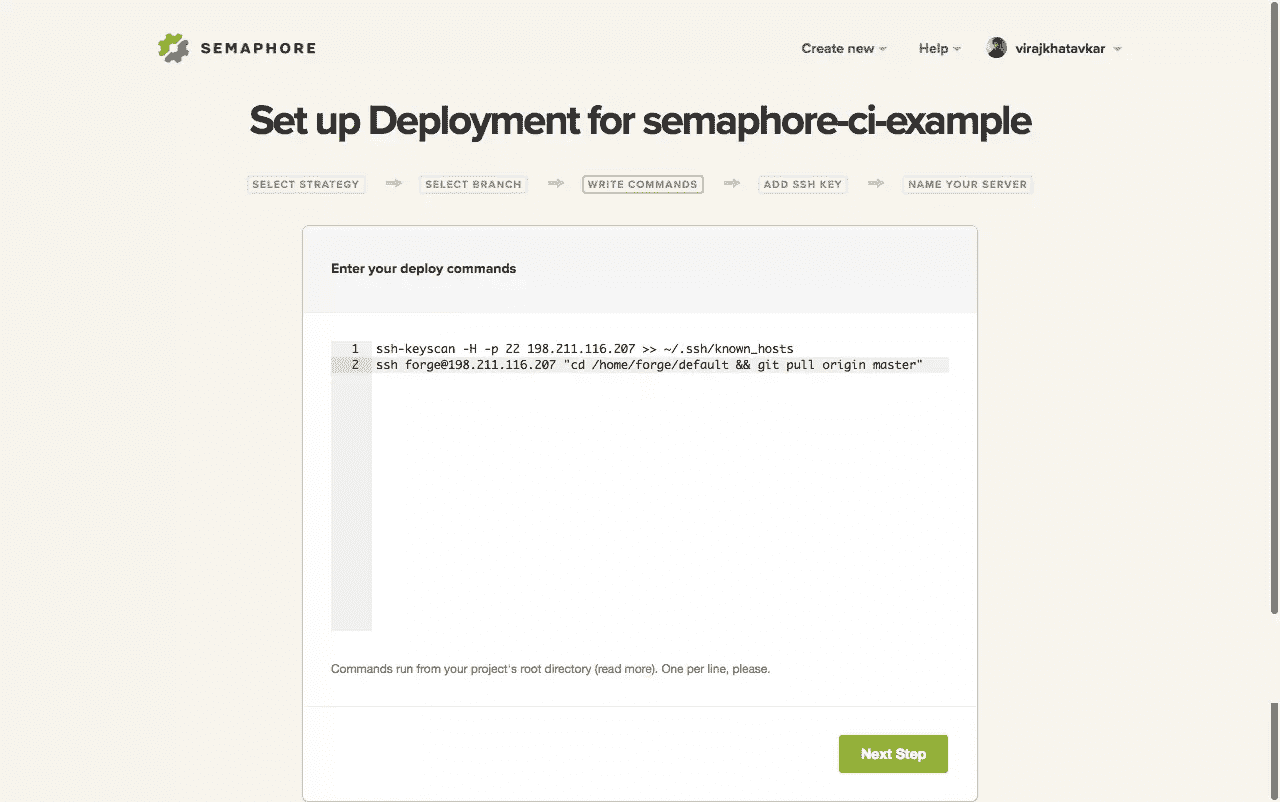 SEMAPHORE
Create new
Help
virajkhatavkar
Set up Deployment for semaphore-ci-example
SELECT STRATEGY
SELECT BRANCH
WRITE COMMANDS
ADD SSH KEY
NAME YOUR SERVER
Enter your deploy commands
1 ssh-keyscan -H -p 22 198.211.116.207 >> ~/.ssh/known_hosts
2 ssh forge@198.211.116.207 "cd /home/forge/default && git pull origin master"
Commands run from your project's root directory (read more). One per line, please.
Next Step